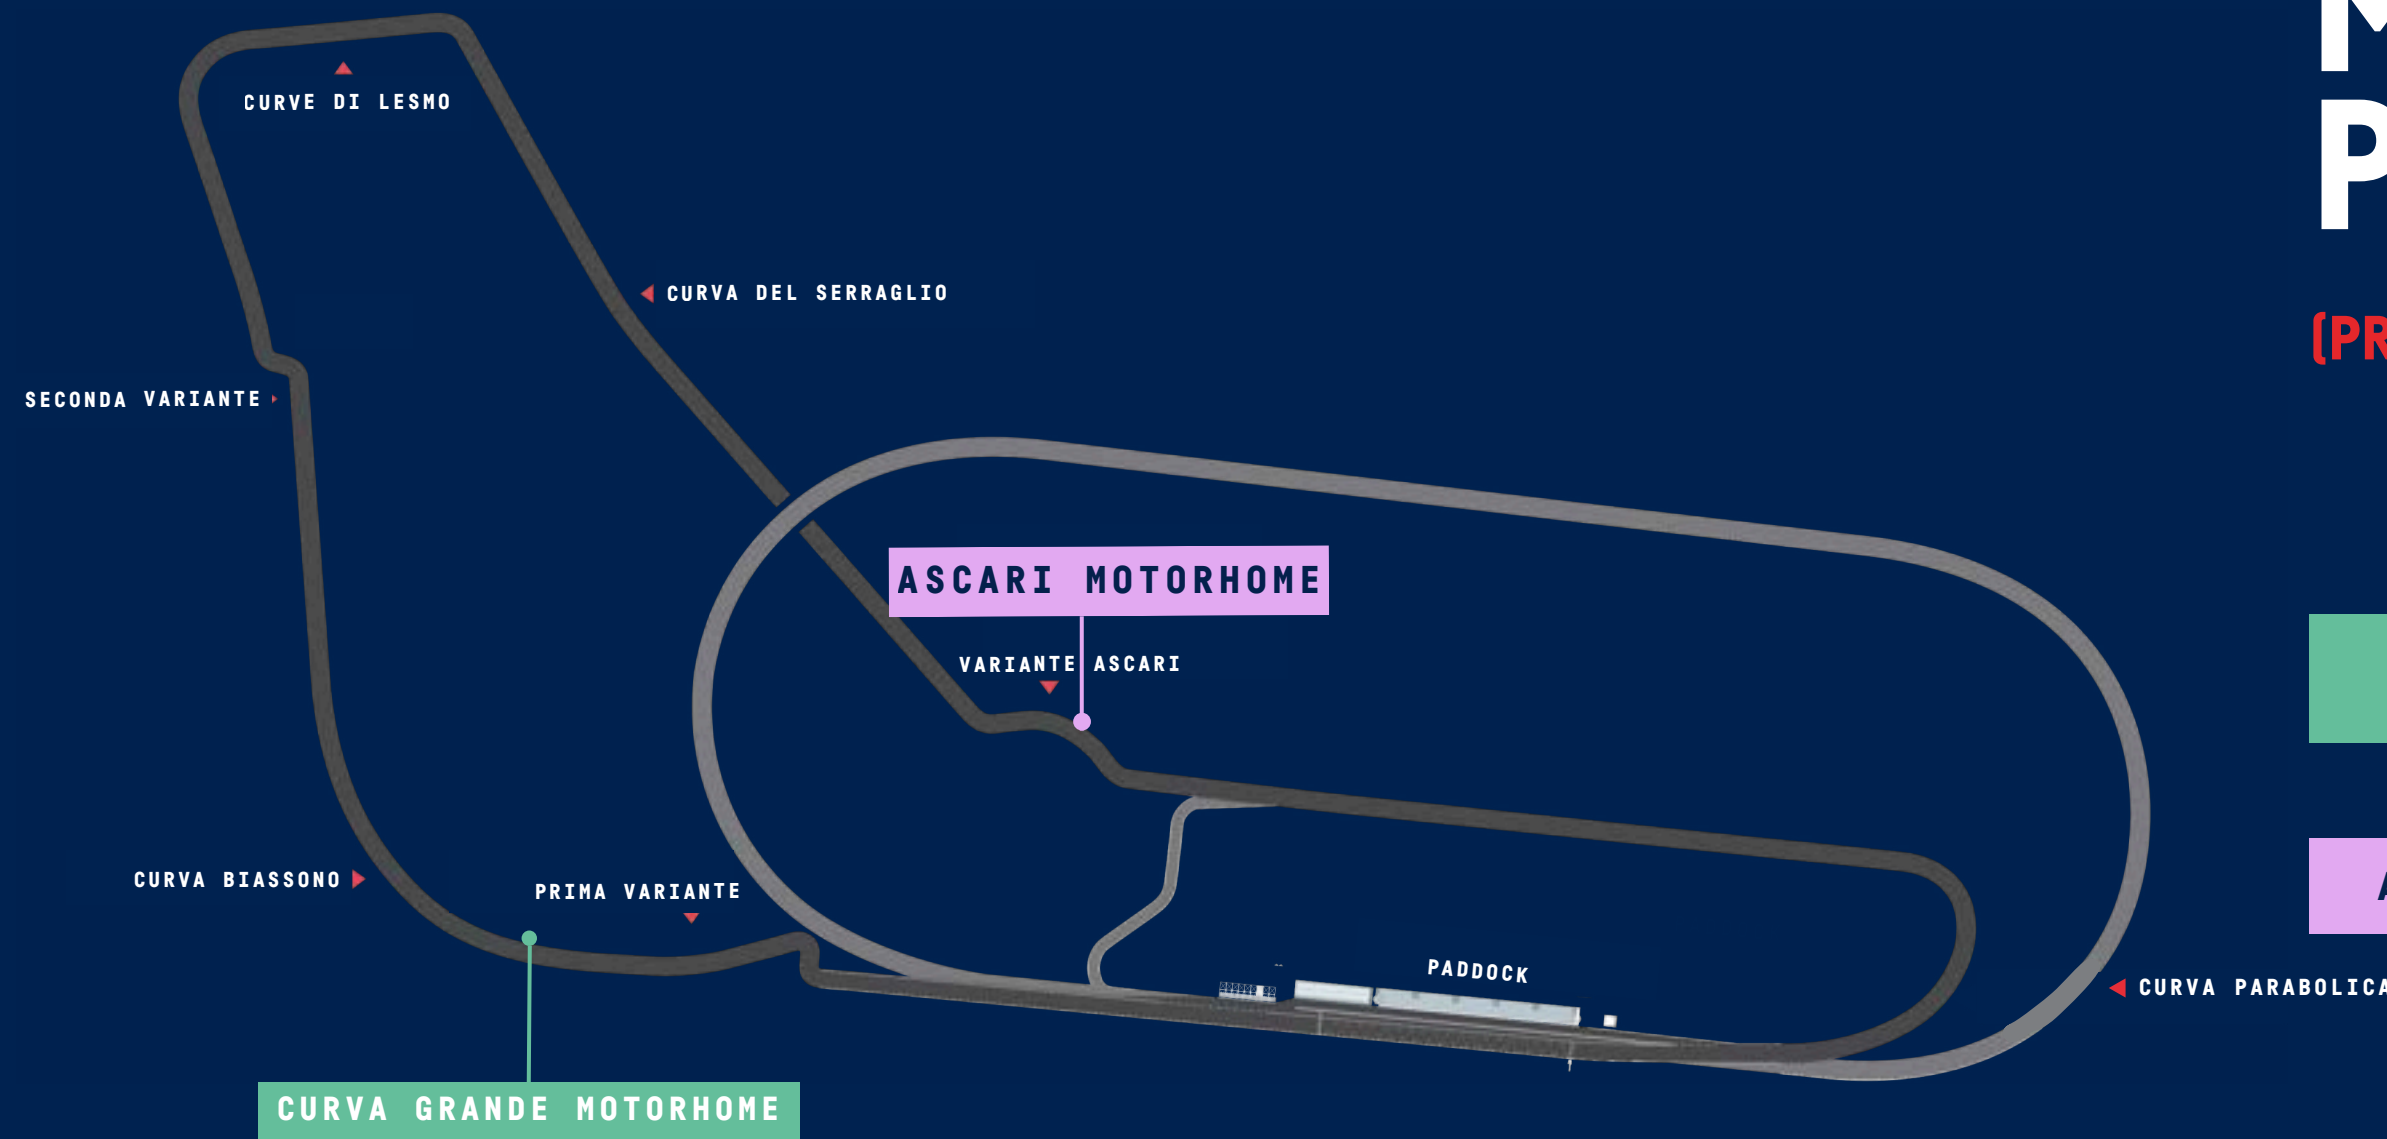 M
P
CURVE DI LESMO
CURVA DEL SERRAGLIO
(PR
SECONDA VARIANTE
ASCARI MOTORHOME
VARIANTE ASCARI
CURVA BIASSONO
PRIMA VARIANTE
A
PADDOCK
CURVA PARABOLICA
CURVA GRANDE MOTORHOME